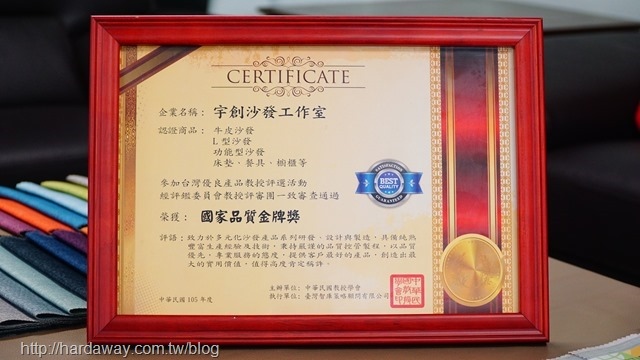 CERTIFICATE
企業名稱： 宇創沙發工作室
認證商品： 牛皮沙發
L型沙發
功能型沙發
床墊、餐具、櫥櫃等
參加台灣優良產品教授評選活動
經評鑑委員會教授評審團一致審查通過
榮獲： 國家品質金牌獎
SATISFACTION
BEST
QUALITY
GUARANTEED
評語：致力於多元化沙發產品系列研發、設計與製造，具備純熟
豐富生產經驗及技術，秉持嚴謹的品質控管製程，以品質
優先，專業服務的態度，提供客戶最好的產品，創造出最
大的實用價值，值得高度肯定稱許。
主辦單位：中華民國教授學會
執行單位：臺灣智庫策略顧問有限公司
中華民國 105 年度
http://hardaway.com.tw/blog